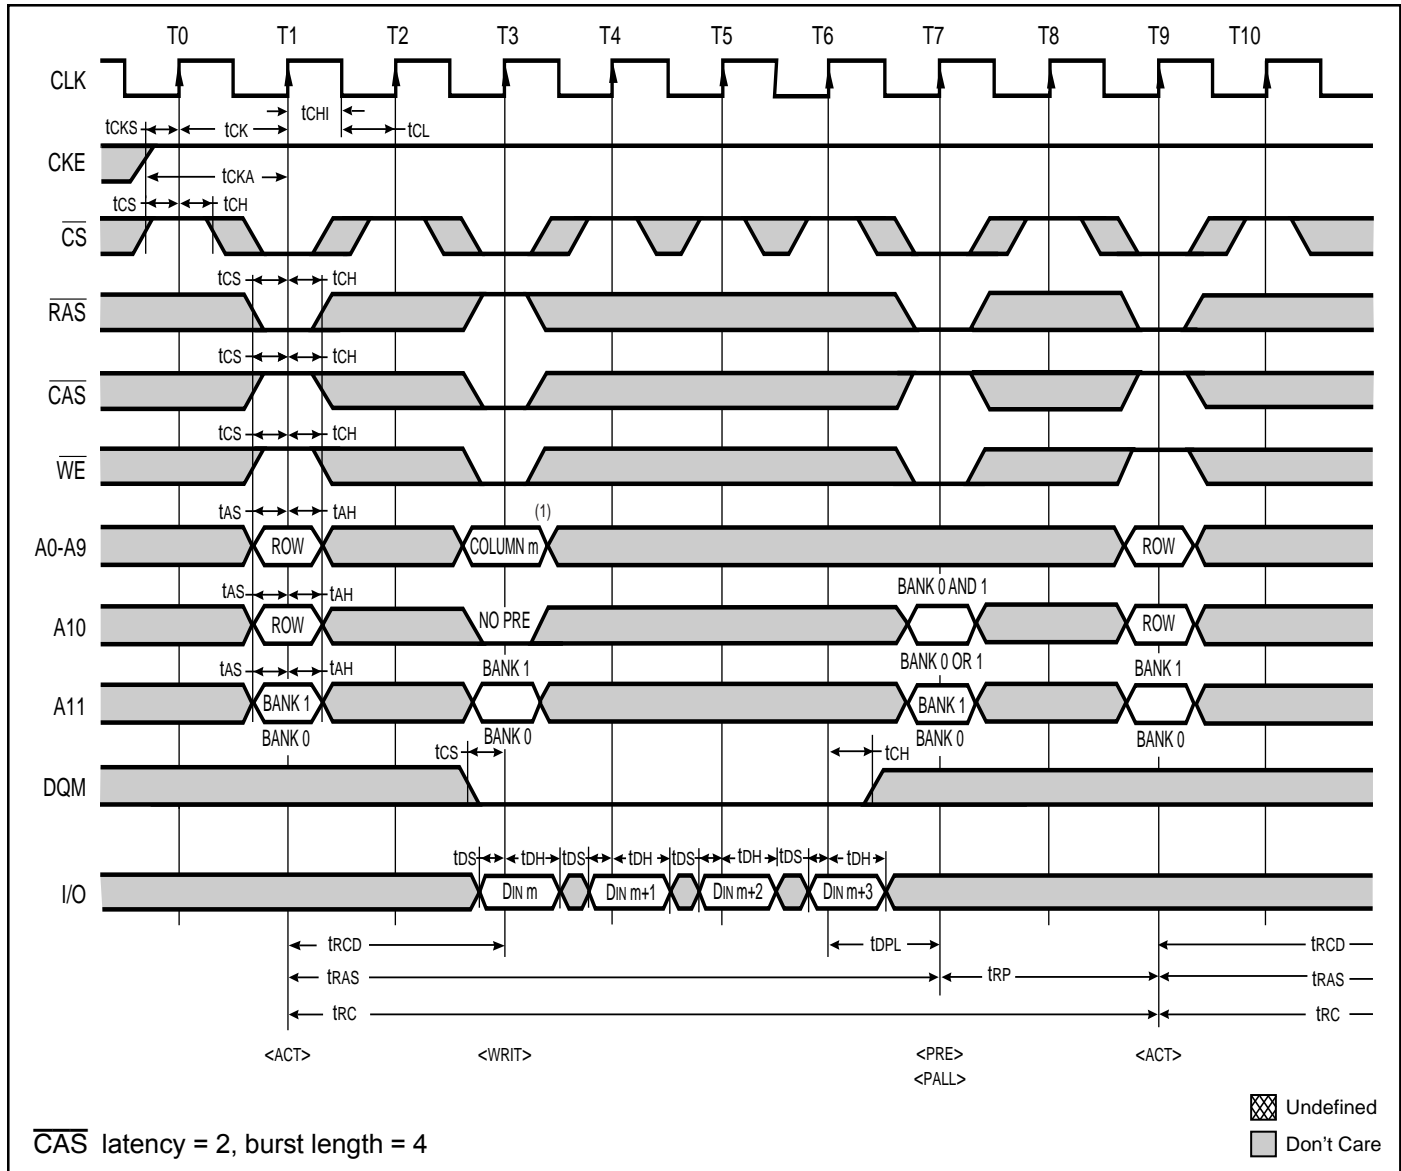 T0 T1 T2 T3 T4 T5 T6 T7 T8 T9 T10
CLK
tCHI
tCKS tCK tCL
CKE
tCKA
tCS tCH
CS
tCS tCH
RAS
tCS tCH
CAS
tCS tCH
WE
tAS tAH (1)
A0-A9 ROW COLUMN m ROW
tAS tAH BANK 0 AND 1
A10 ROW NO PRE ROW
tAS tAH BANK 1 BANK 0 OR 1 BANK 1
A11 BANK 1 BANK 1
BANK 0 BANK 0 BANK 0 BANK 0
tCS tCH
DQM
tDS tDH tDS tDH tDS tDH tDS tDH
I/O DIN m DIN m+1 DIN m+2 DIN m+3
tRCD tDPL tRCD
tRAS tRP tRAS
tRC tRC
<ACT> <WRIT> <PRE> <ACT>
<PALL>
Undefined
CAS latency = 2, burst length = 4 Don't Care